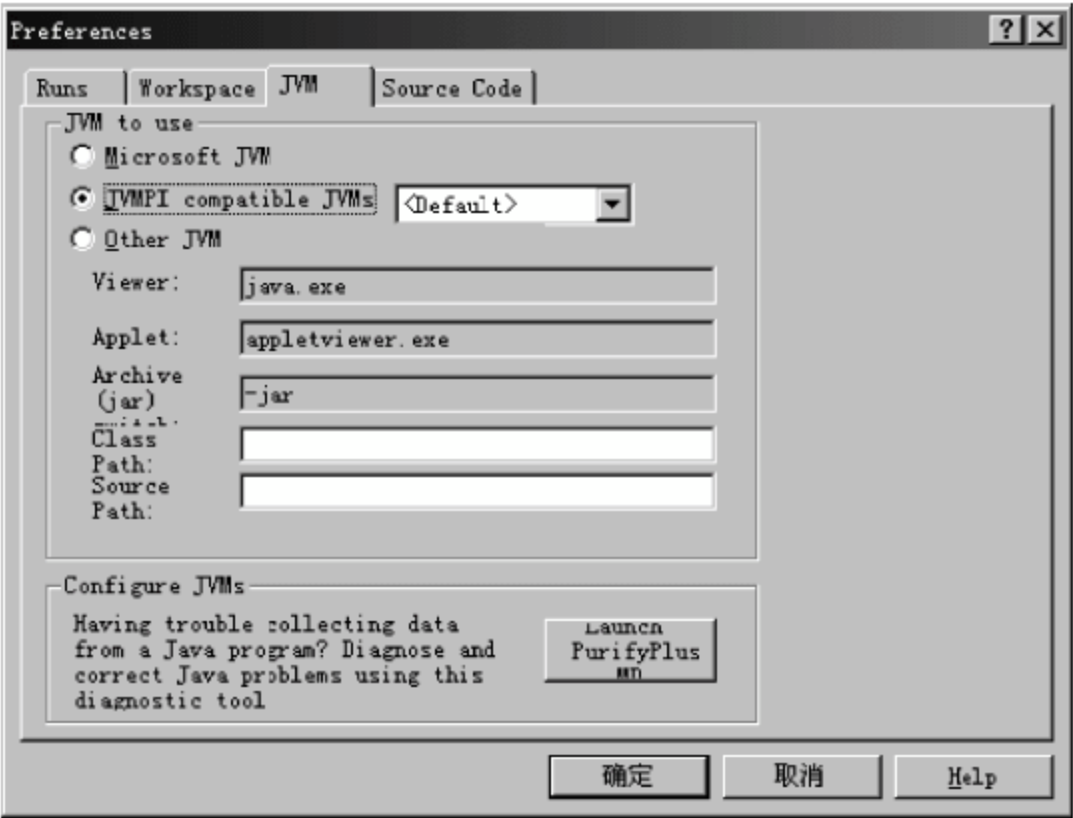 Preferences
Runs Workspace JVM Source Code
JVM to use
Microsoft JVM
JVMPI compatible JVMs <Default>
Other JVM
Viewer: java.exe
Applet: appletviewer.exe
Archive
(jar) -jar
Class
Path:
Source
Path:
Configure JVMs
Having trouble collecting data
from a Java program? Diagnose and
correct Java problems using this
diagnostic tool
Launch
PurifyPlus
确定 取消 Help